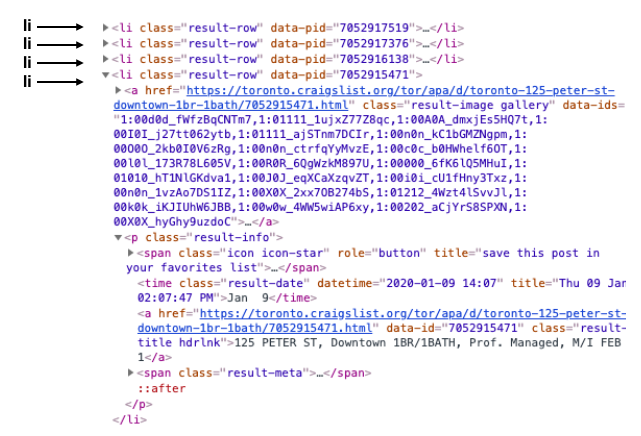 li ▶<li class="result-row" data-pid="7052917519">…</li>
li ▶<li class="result-row" data-pid="7052917376">…</li>
li ▶<li class="result-row" data-pid="7052916138">…</li>
li ▼<li class="result-row" data-pid="7052915471">
▶<a href="https://toronto.craigslist.org/tor/apa/d/toronto-125-peter-st-
downtown-1br-1bath/7052915471.html" class="result-image gallery" data-ids=
"1:00d0d_fWfzBqCNTm7,1:01111_1ujxZ77Z8qc,1:00A0A_dmxjEs5HQ7t,1:
00I0I_j27tt062ytb,1:01111_ajSTnm7DCIr,1:00n0n_kC1bGMZNgpm,1:
00O0O_2kb0I0V6zRg,1:00n0n_ctrfqYyMvzE,1:00c0c_b0HWhelf6OT,1:
00l0l_173R78L605V,1:00R0R_6QgWzkM897U,1:00000_6fK6lQ5MHuI,1:
01010_hT1NlGKdva1,1:00J0J_eqXCaXzqvZT,1:00i0i_cU1fHny3Txz,1:
00n0n_1vzAo7DS1IZ,1:00X0X_2xx7OB274bS,1:01212_4Wzt4lSvvJl,1:
00k0k_iKJIUhW6JBB,1:00w0w_4WW5wiAP6xy,1:00202_aCjYrS8SPXN,1:
00X0X_hyGhy9uzdoC">…</a>
▼<p class="result-info">
▶<span class="icon icon-star" role="button" title="save this post in
your favorites list">…</span>
<time class="result-date" datetime="2020-01-09 14:07" title="Thu 09 Jan
02:07:47 PM">Jan  9</time>
<a href="https://toronto.craigslist.org/tor/apa/d/toronto-125-peter-st-
downtown-1br-1bath/7052915471.html" data-id="7052915471" class="result-
title hdrlnk">125 PETER ST, Downtown 1BR/1BATH, Prof. Managed, M/I FEB
1</a>
▶<span class="result-meta">…</span>
::after
</p>
</li>